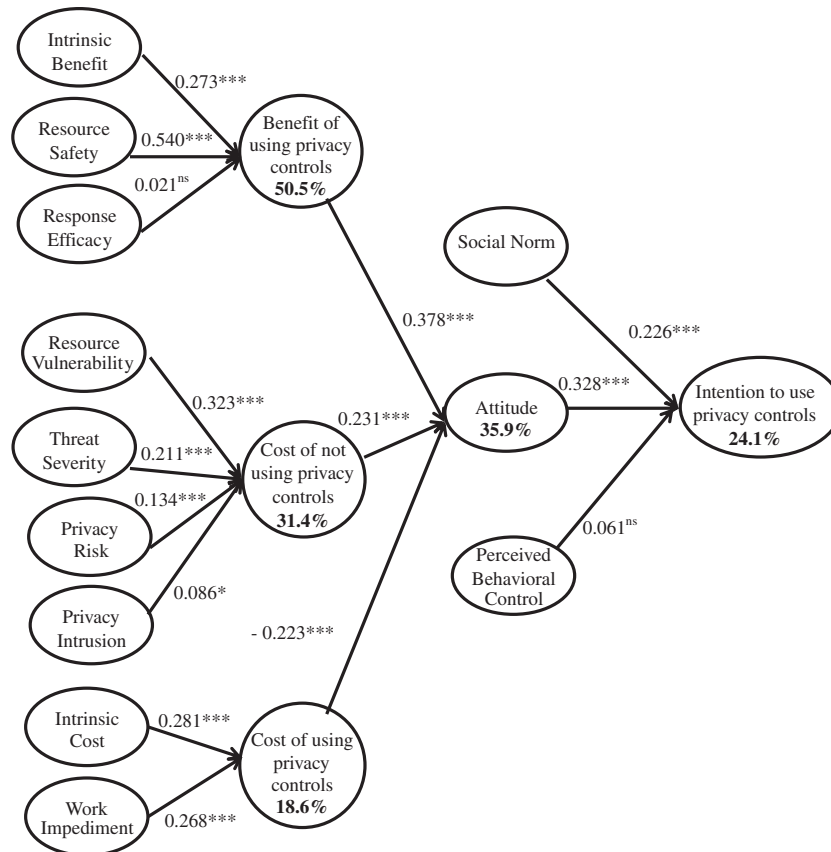 Intrinsic
Benefit
0.273***
Resource
Safety
0.540***
0.021ns
Response
Efficacy
Benefit of
using privacy
controls
50.5%
Social Norm
0.378***
0.226***
Resource
Vulnerability
0.323***
Threat
Severity
0.211***
0.134***
Privacy
Risk
0.086*
Privacy
Intrusion
Cost of not
using privacy
controls
31.4%
0.231***
Attitude
35.9%
0.328***
Intention to use
privacy controls
24.1%
0.061ns
Perceived
Behavioral
Control
- 0.223***
Intrinsic
Cost
0.281***
Work
Impediment
0.268***
Cost of using
privacy
controls
18.6%